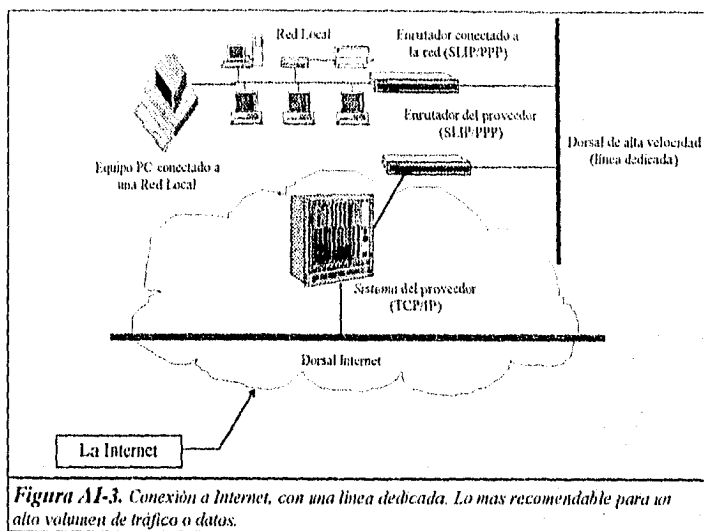 Red Local
Enrutador conectado a
la red (SLIP/PPP)
Enrutador del proveedor
(SLIP/PPP)
Dorsal de alta velocidad
(línea dedicada)
Equipo PC conectado a
una Red Local
Sistema del proveedor
(TCP/IP)
Dorsal Internet
La Internet
Figura AI-3. Conexión a Internet, con una línea dedicada. Lo mas recomendable para un
alto volumen de tráfico o datos.